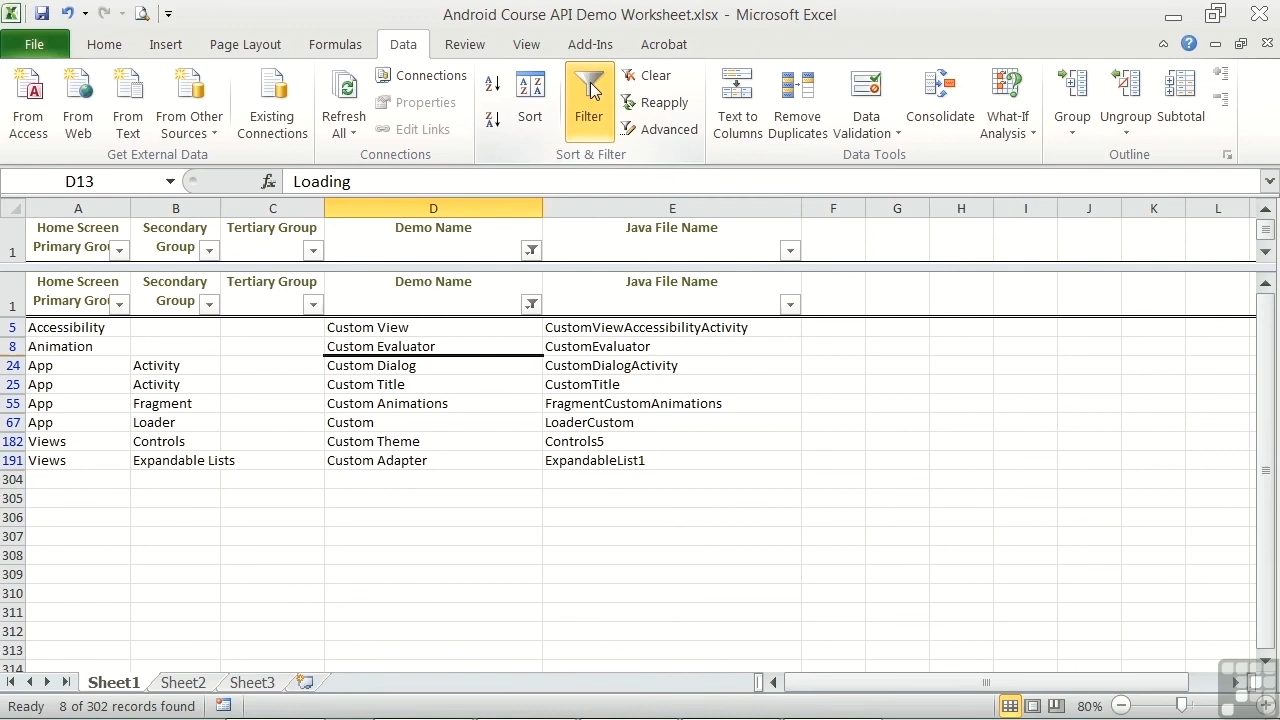 Android Course API Demo Worksheet.xlsx - Microsoft Excel
File Home Insert Page Layout Formulas Data Review View Add-Ins Acrobat
From Access
From Web
From Text
From Other Sources
Existing Connections
Get External Data
Refresh All
Connections
Properties
Edit Links
Connections
Sort
Filter
Clear
Reapply
Advanced
Sort & Filter
Text to Columns
Remove Duplicates
Data Validation
Consolidate
What-If Analysis
Data Tools
Group
Ungroup
Subtotal
Outline
D13 fx Loading
A B C D E F G H I J K L
Home Screen Secondary Tertiary Group Demo Name Java File Name
1 Primary Grou Group
Home Screen Secondary Tertiary Group Demo Name Java File Name
1 Primary Grou Group
5 Accessibility Custom View CustomViewAccessibilityActivity
8 Animation Custom Evaluator CustomEvaluator
24 App Activity Custom Dialog CustomDialogActivity
25 App Activity Custom Title CustomTitle
55 App Fragment Custom Animations FragmentCustomAnimations
67 App Loader Custom LoaderCustom
182 Views Controls Custom Theme Controls5
191 Views Expandable Lists Custom Adapter ExpandableList1
304
305
306
307
308
309
310
311
312
313
314
Sheet1 Sheet2 Sheet3
Ready 8 of 302 records found 80%